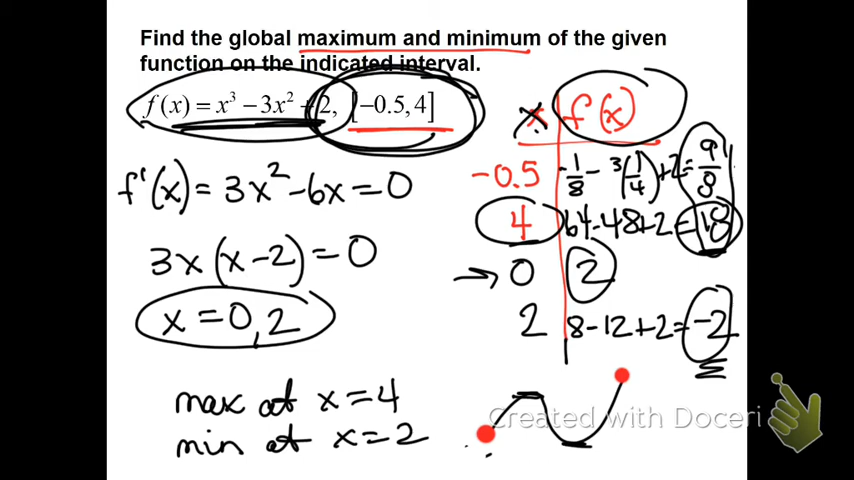 Find the global maximum and minimum of the given
function on the indicated interval.
f(x) = x³ − 3x² + 2, [−0.5, 4]
f'(x) = 3x² − 6x = 0
3x(x − 2) = 0
x = 0, 2
max at x = 4
min at x = 2
x f(x)
−0.5 −1/8 − 3(1/4) + 2 = 9/8
4 64 − 48 + 2 = 18
→ 0 2
2 8 − 12 + 2 = −2
Created with Doceri